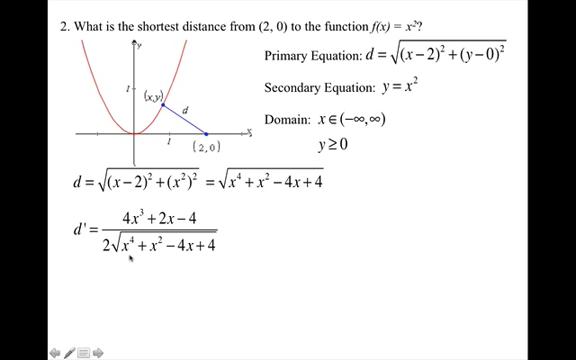 2. What is the shortest distance from (2, 0) to the function f(x) = x²?
Primary Equation: d = √((x−2)² + (y−0)²)
Secondary Equation: y = x²
Domain: x ∈ (−∞,∞)
y ≥ 0
y
1
(x,y)
d
x
1
(2,0)
d = √((x−2)² + (x²)²) = √(x⁴ + x² − 4x + 4)
d' = (4x³ + 2x − 4) / (2√(x⁴ + x² − 4x + 4))